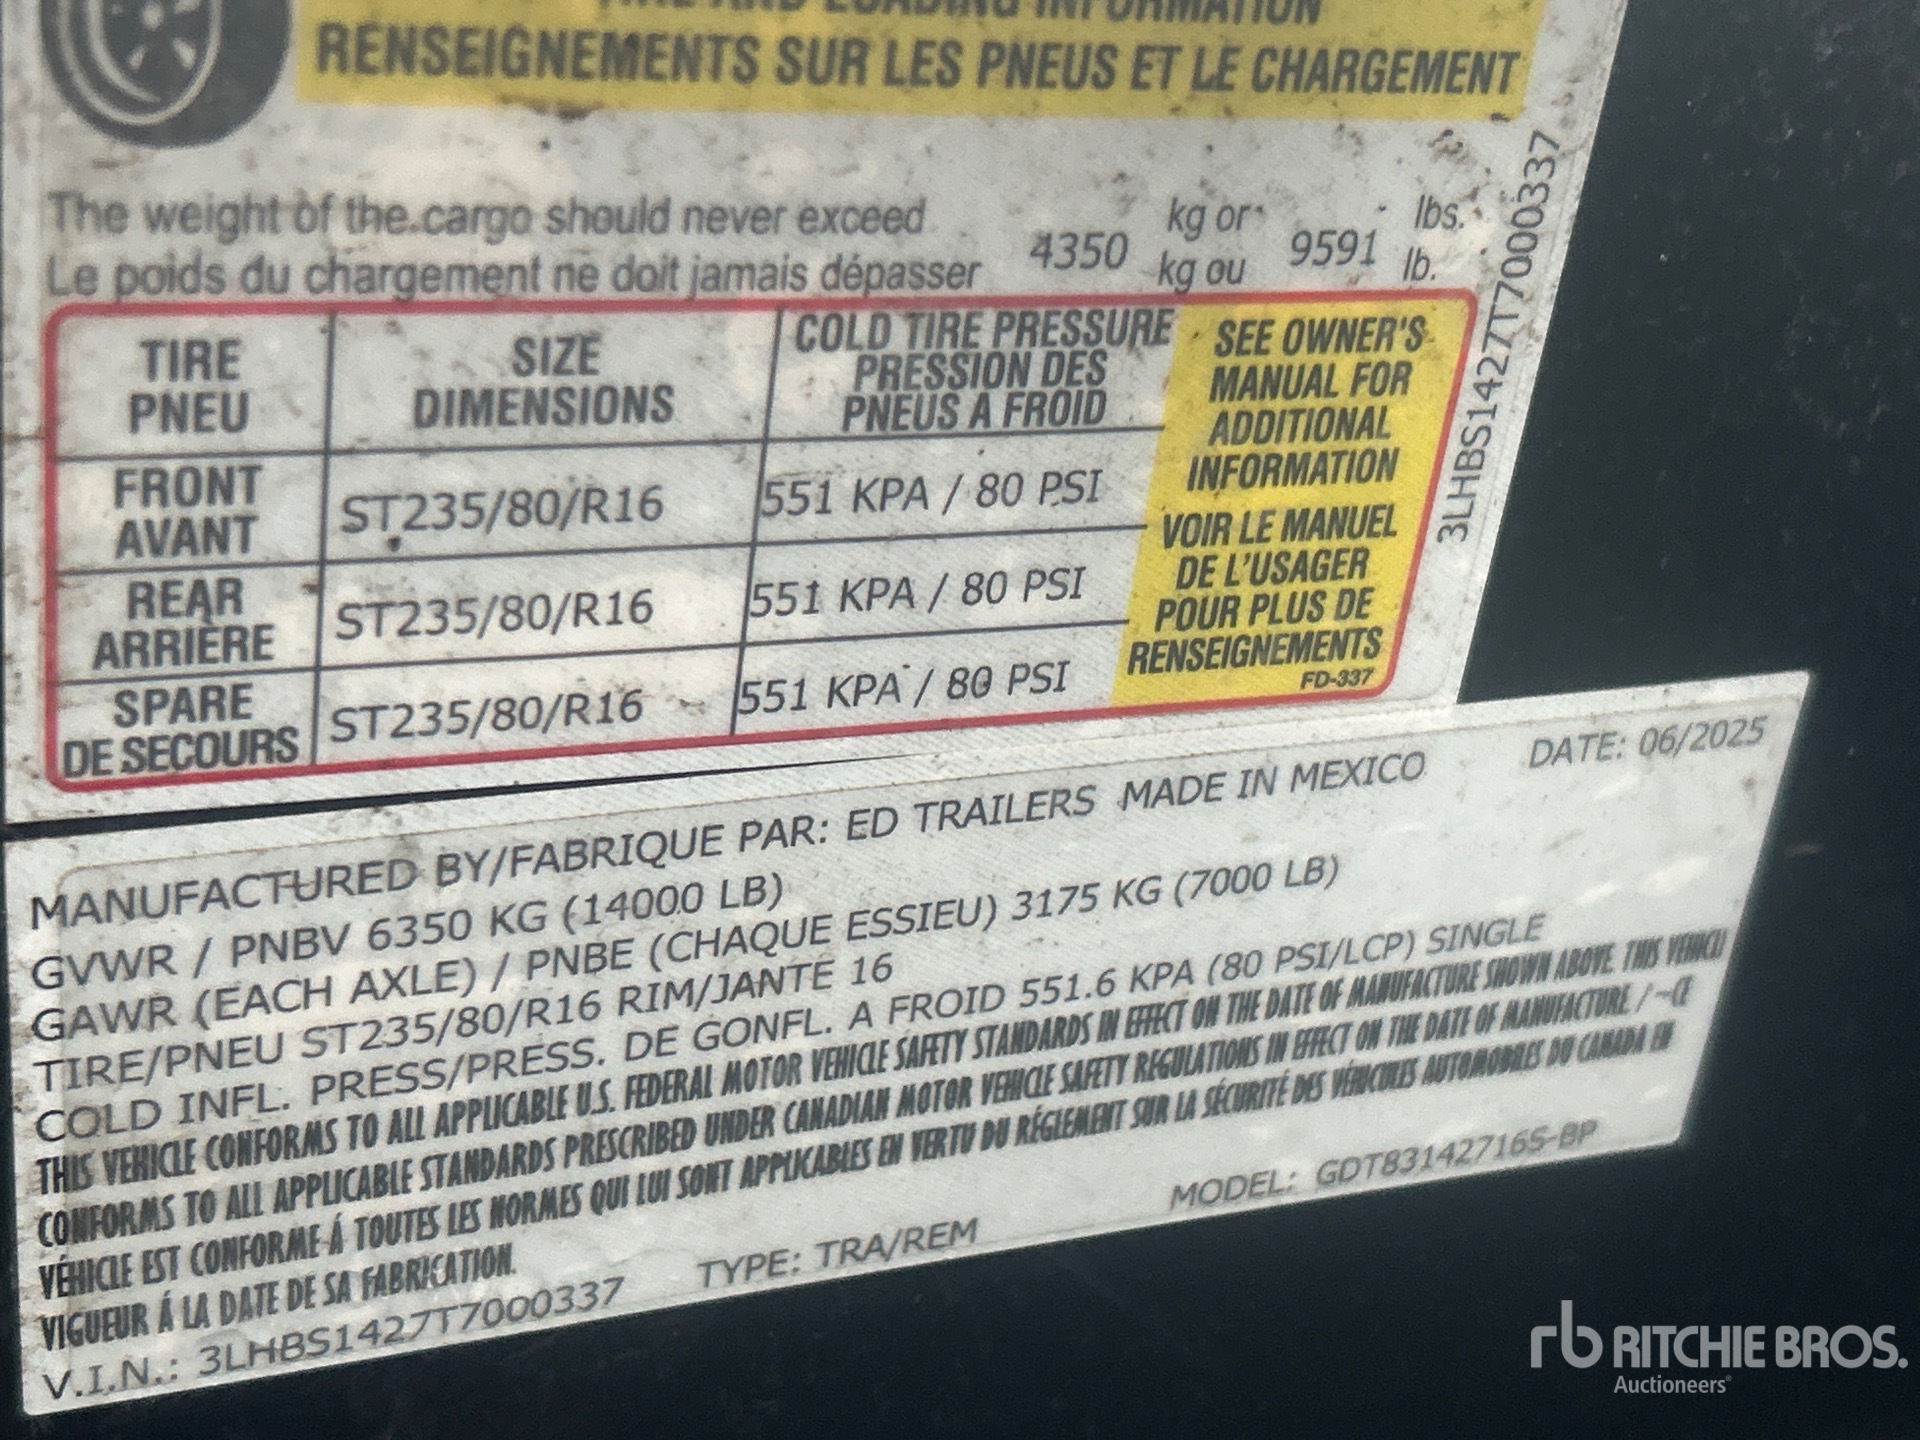 TIRE AND LOADING INFORMATION
RENSEIGNEMENTS SUR LES PNEUS ET LE CHARGEMENT
The weight of the cargo should never exceed 4350 kg or 9591 lbs.
Le poids du chargement ne doit jamais dépasser kg ou lb.
TIRE
PNEU
SIZE
DIMENSIONS
COLD TIRE PRESSURE
PRESSION DES
PNEUS A FROID
FRONT
AVANT
ST235/80/R16
551 KPA / 80 PSI
REAR
ARRIÈRE
ST235/80/R16
551 KPA / 80 PSI
SPARE
DE SECOURS
ST235/80/R16
551 KPA / 80 PSI
SEE OWNER'S
MANUAL FOR
ADDITIONAL
INFORMATION
VOIR LE MANUEL
DE L'USAGER
POUR PLUS DE
RENSEIGNEMENTS
FD-337
3LHBS1427T7000337
MANUFACTURED BY/FABRIQUE PAR: ED TRAILERS MADE IN MEXICO DATE: 06/2025
GVWR / PNBV 6350 KG (14000 LB)
GAWR (EACH AXLE) / PNBE (CHAQUE ESSIEU) 3175 KG (7000 LB)
TIRE/PNEU ST235/80/R16 RIM/JANTE 16
COLD INFL. PRESS/PRESS. DE GONFL. A FROID 551.6 KPA (80 PSI/LCP) SINGLE
THIS VEHICLE CONFORMS TO ALL APPLICABLE U.S. FEDERAL MOTOR VEHICLE SAFETY STANDARDS IN EFFECT ON THE DATE OF MANUFACTURE SHOWN ABOVE. THIS
CONFORMS TO ALL APPLICABLE STANDARDS PRESCRIBED UNDER CANADIAN MOTOR VEHICLE SAFETY REGULATIONS IN EFFECT ON THE DATE OF MANUFACTURE / CE
VÉHICLE EST CONFORME Á TOUTES LES NORMES QUI LUI SONT APPLICABLES EN VERTU DU RÉGLEMENT SUR LA SÉCURITÉ DES VÉHICULES AUTOMOBILES DU CANADA EN
VIGUEUR Á LA DATE DE SA FABRICATION.
V.I.N.: 3LHBS1427T7000337 TYPE: TRA/REM MODEL: GDT83142716S-BP
rb RITCHIE BROS.
Auctioneers